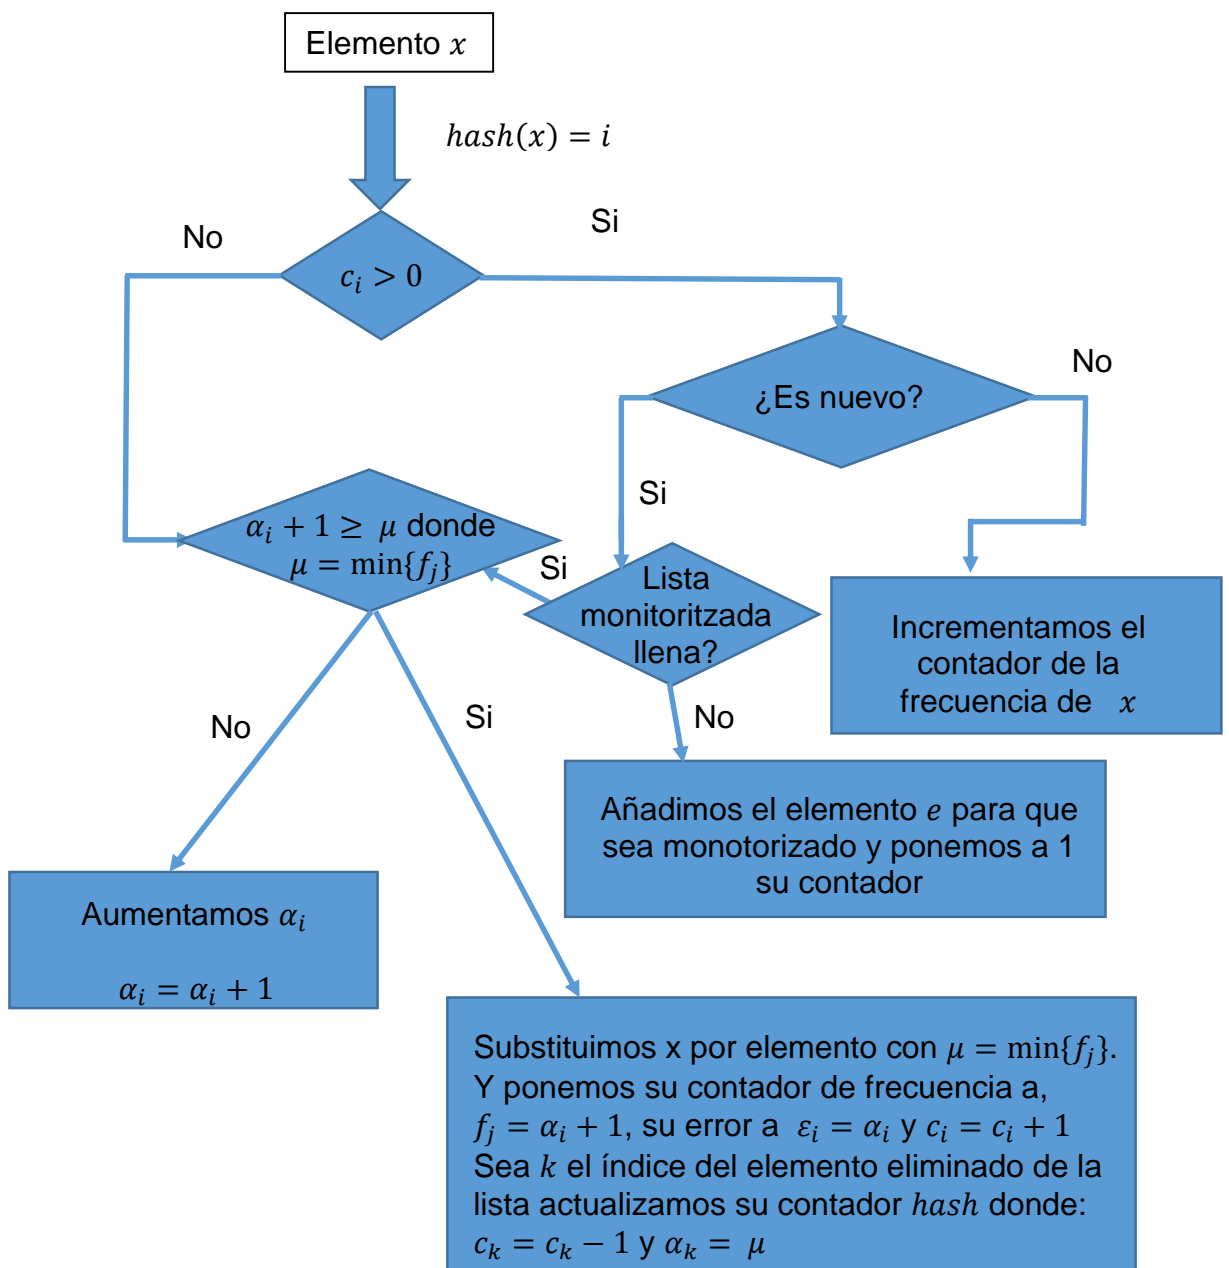 Elemento 𝑥
ℎ𝑎𝑠ℎ(𝑥) = 𝑖
No
Si
𝑐ᵢ > 0
¿Es nuevo?
No
Si
𝛼ᵢ + 1 ≥ 𝜇 donde
𝜇 = min{𝑓ⱼ}
Si
Lista
monitoritzada
llena?
Incrementamos el
contador de la
frecuencia de 𝑥
No
Si
No
Añadimos el elemento 𝑒 para que
sea monotorizado y ponemos a 1
su contador
Aumentamos 𝛼ᵢ
𝛼ᵢ = 𝛼ᵢ + 1
Substituimos x por elemento con 𝜇 = min{𝑓ⱼ}.
Y ponemos su contador de frecuencia a,
𝑓ⱼ = 𝛼ᵢ + 1, su error a 𝜀ᵢ = 𝛼ᵢ y 𝑐ᵢ = 𝑐ᵢ + 1
Sea 𝑘 el índice del elemento eliminado de la
lista actualizamos su contador ℎ𝑎𝑠ℎ donde:
𝑐ₖ = 𝑐ₖ − 1 y 𝛼ₖ = 𝜇